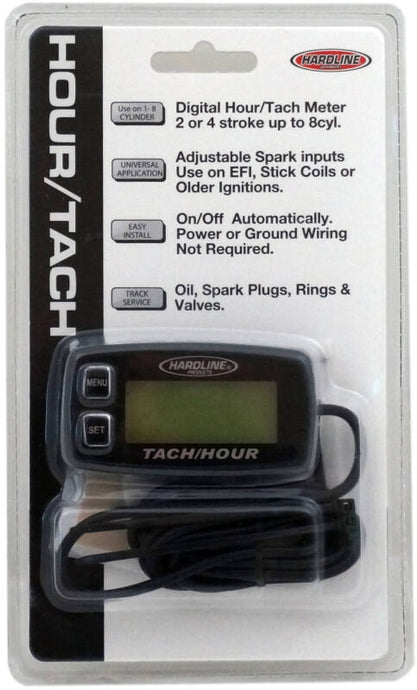 HARDLINE
PRODUCTS
HOUR/TACH
Use on 1- 8
CYLINDER
Digital Hour/Tach Meter
2 or 4 stroke up to 8cyl.
UNIVERSAL
APPLICATION
Adjustable Spark inputs
Use on EFI, Stick Coils or
Older Ignitions.
EASY
INSTALL
On/Off Automatically.
Power or Ground Wiring
Not Required.
TRACK
SERVICE
Oil, Spark Plugs, Rings &
Valves.
HARDLINE®
PRODUCTS
MENU
SET
TACH/HOUR